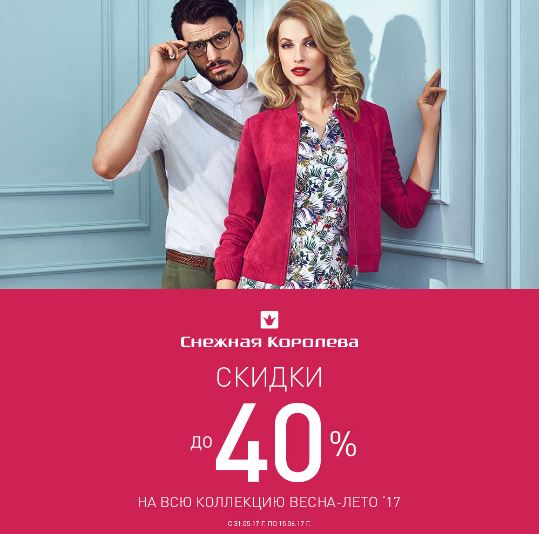 Снежная Королева
СКИДКИ
ДО 40%
НА ВСЮ КОЛЛЕКЦИЮ ВЕСНА-ЛЕТО '17
С 31.05.17 Г. ПО 15.06.17 Г.